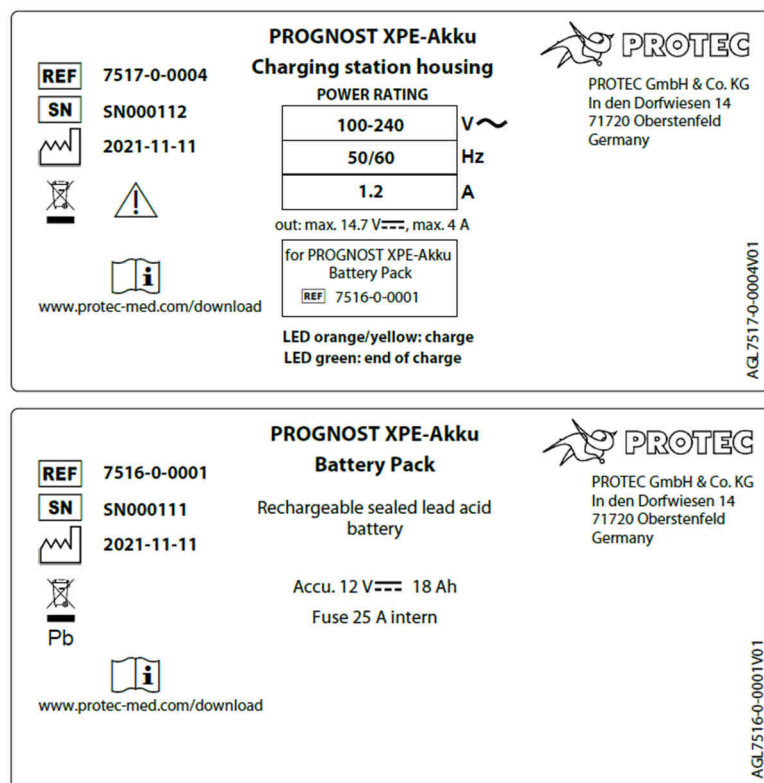 PROGNOST XPE-Akku
Charging station housing
PROTEC
PROTEC GmbH & Co. KG
In den Dorfwiesen 14
71720 Oberstenfeld
Germany
REF 7517-0-0004
SN SN000112
2021-11-11
POWER RATING
100-240 V
50/60 Hz
1.2 A
out: max. 14.7 V, max. 4 A
for PROGNOST XPE-Akku
Battery Pack
REF 7516-0-0001
i
www.protec-med.com/download
LED orange/yellow: charge
LED green: end of charge
AGL7517-0-0004V01
PROGNOST XPE-Akku
Battery Pack
PROTEC
PROTEC GmbH & Co. KG
In den Dorfwiesen 14
71720 Oberstenfeld
Germany
REF 7516-0-0001
SN SN000111
2021-11-11
Rechargeable sealed lead acid
battery
Accu. 12 V 18 Ah
Fuse 25 A intern
Pb
i
www.protec-med.com/download
AGL7516-0-0001V01